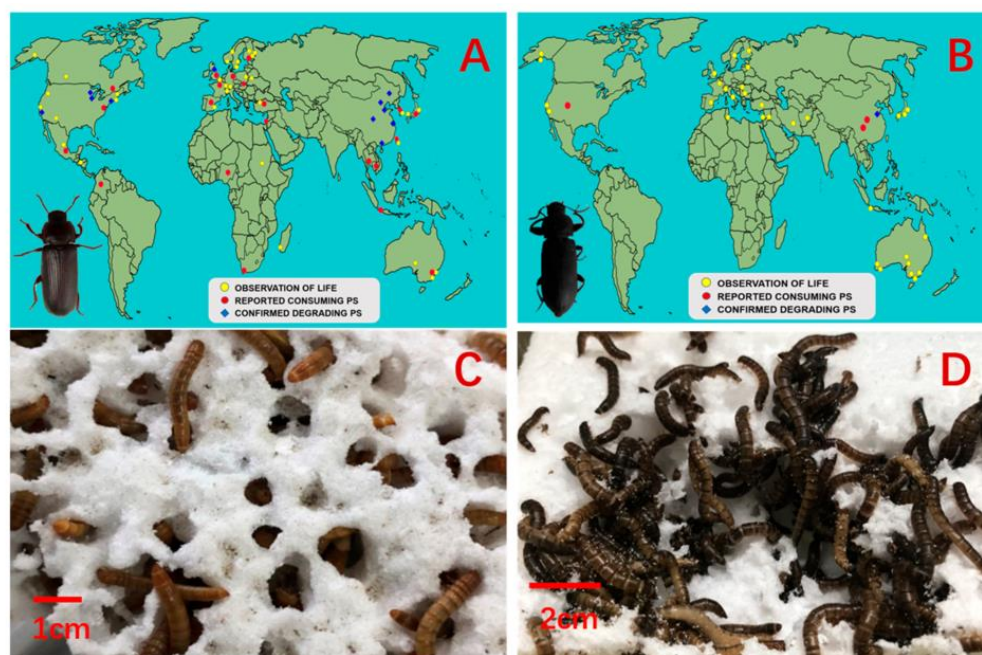 A
OBSERVATION OF LIFE
REPORTED CONSUMING PS
CONFIRMED DEGRADING PS
B
OBSERVATION OF LIFE
REPORTED CONSUMING PS
CONFIRMED DEGRADING PS
C
1cm
D
2cm